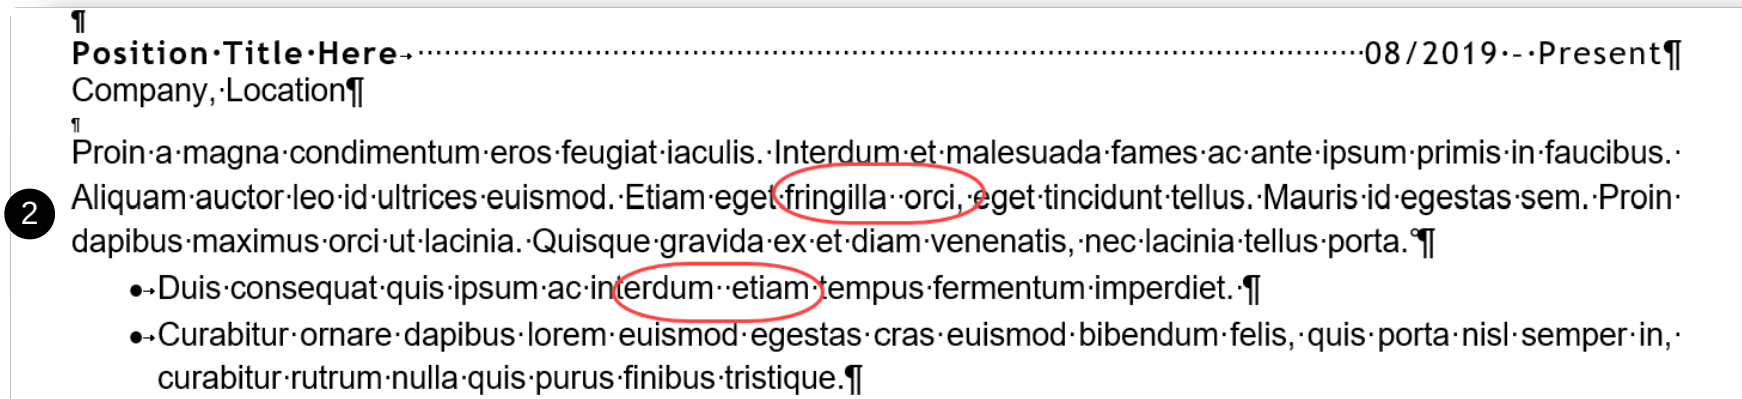 ¶
Position·Title·Here→·······································································08/2019·-·Present¶
Company,·Location¶
¶
Proin·a·magna·condimentum·eros·feugiat·iaculis.·Interdum·et·malesuada·fames·ac·ante·ipsum·primis·in·faucibus.·
2 Aliquam·auctor·leo·id·ultrices·euismod.·Etiam·eget·fringilla··orci,·eget·tincidunt·tellus.·Mauris·id·egestas·sem.·Proin·
dapibus·maximus·orci·ut·lacinia.·Quisque·gravida·ex·et·diam·venenatis,·nec·lacinia·tellus·porta.°¶
●→Duis·consequat·quis·ipsum·ac·interdum··etiam·tempus·fermentum·imperdiet.·¶
●→Curabitur·ornare·dapibus·lorem·euismod·egestas·cras·euismod·bibendum·felis,·quis·porta·nisl·semper·in,·
curabitur·rutrum·nulla·quis·purus·finibus·tristique.¶